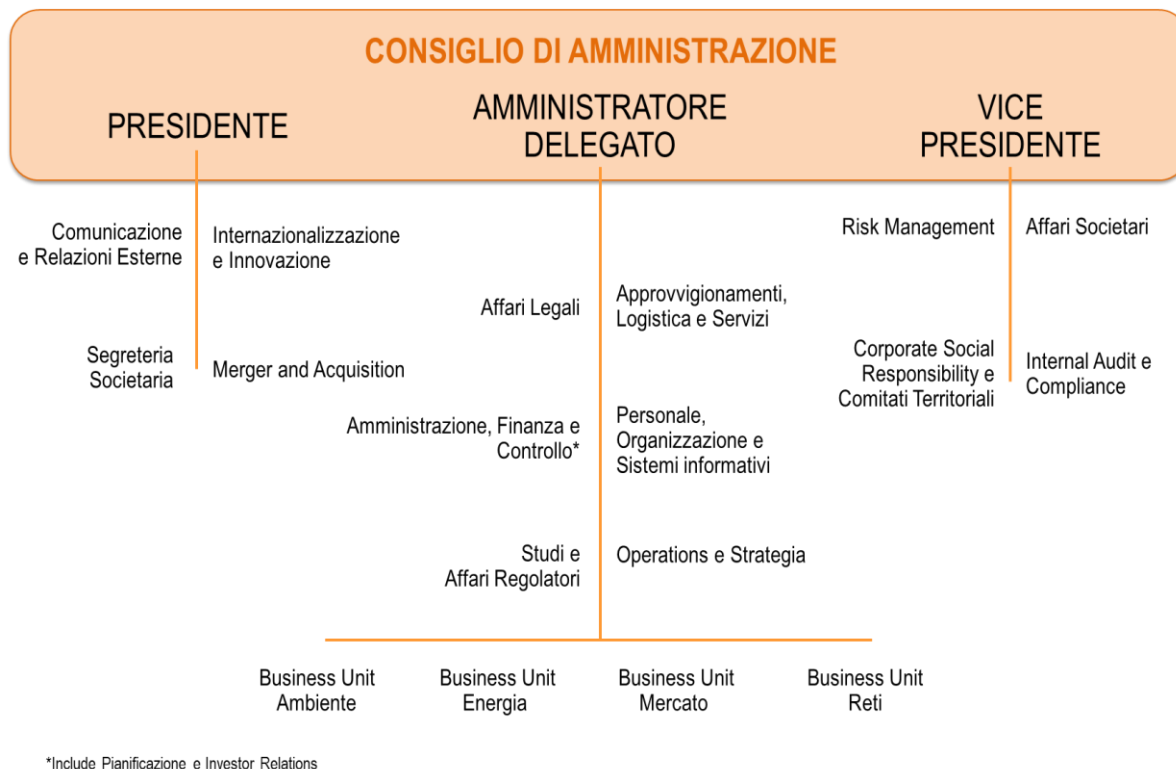 CONSIGLIO DI AMMINISTRAZIONE
PRESIDENTE
AMMINISTRATORE
DELEGATO
VICE
PRESIDENTE
Comunicazione
e Relazioni Esterne
Internazionalizzazione
e Innovazione
Segreteria
Societaria
Merger and Acquisition
Affari Legali
Approvvigionamenti,
Logistica e Servizi
Amministrazione, Finanza e
Controllo*
Personale,
Organizzazione e
Sistemi informativi
Studi e
Affari Regolatori
Operations e Strategia
Risk Management
Affari Societari
Corporate Social
Responsibility e
Comitati Territoriali
Internal Audit e
Compliance
Business Unit
Ambiente
Business Unit
Energia
Business Unit
Mercato
Business Unit
Reti
*Include Pianificazione e Investor Relations